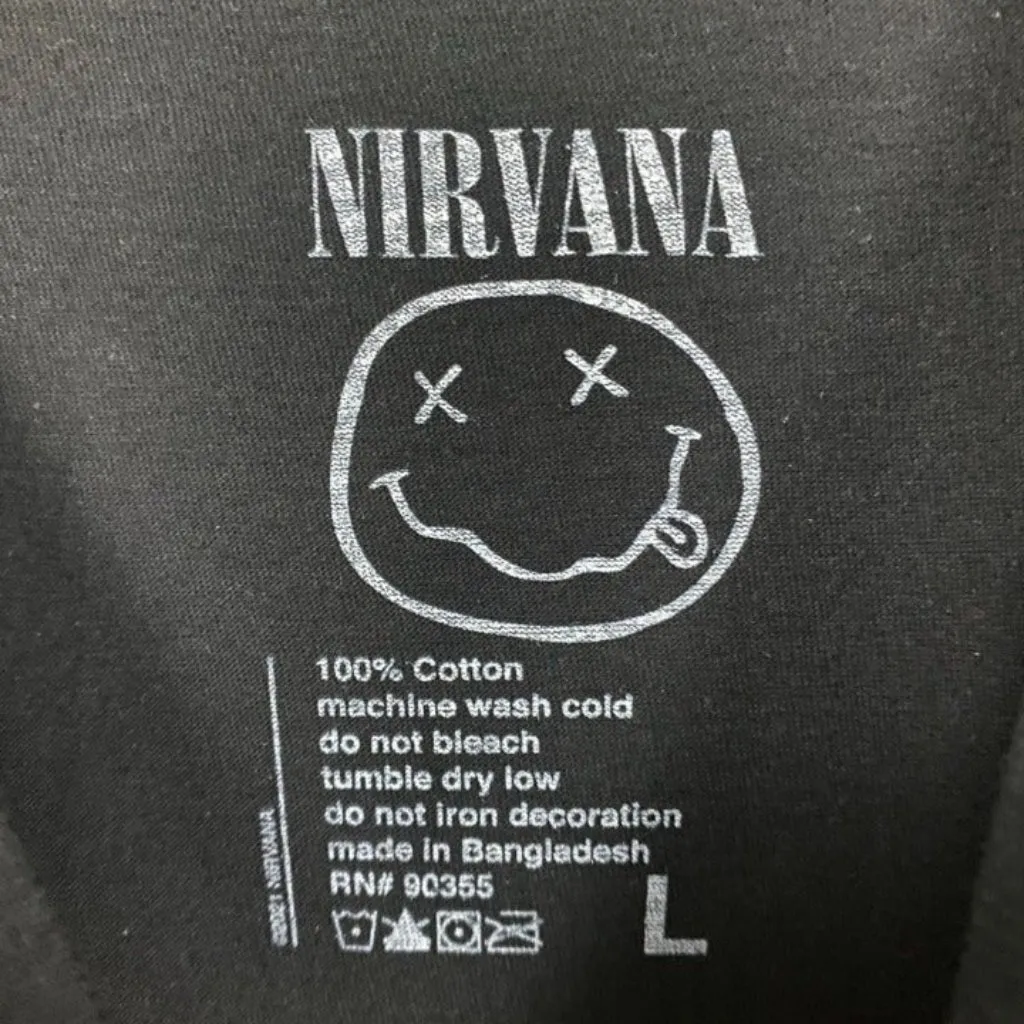 NIRVANA
100% Cotton
machine wash cold
do not bleach
tumble dry low
do not iron decoration
made in Bangladesh
RN# 90355
L
©2021 NIRVANA